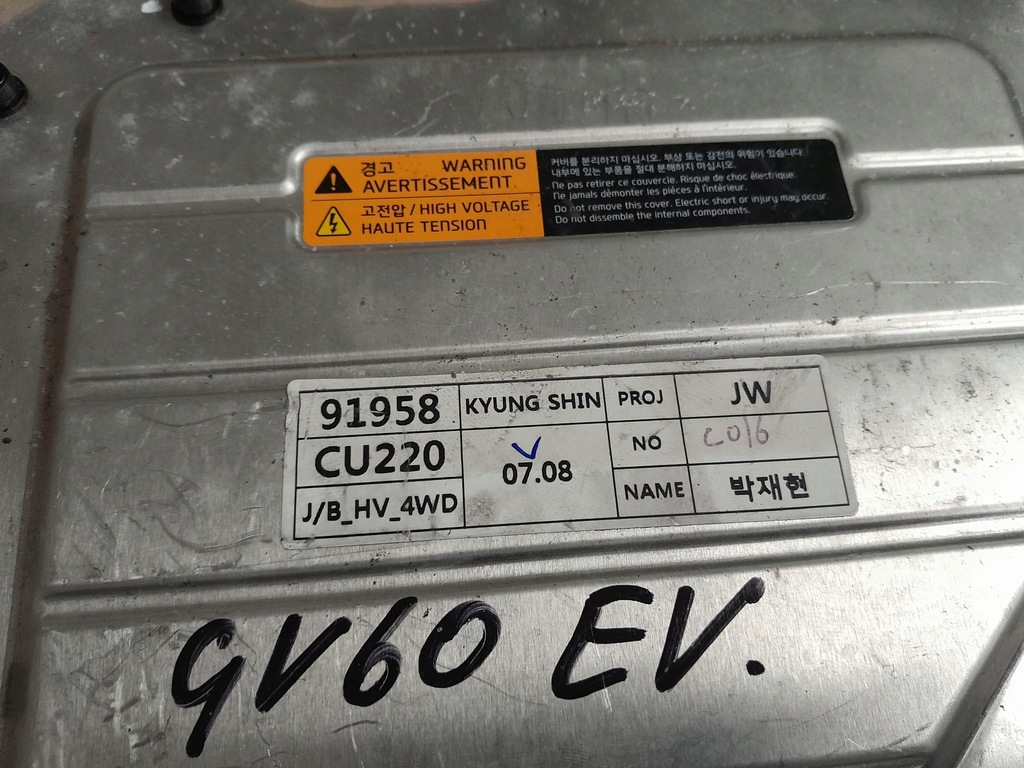 경고 WARNING
AVERTISSEMENT
고전압 / HIGH VOLTAGE
HAUTE TENSION
커버를 분리하지 마십시오. 부상 또는 감전의 위험이 있습니다.
내부에 있는 부품을 절대 분해하지 마십시오.
Ne pas retirer ce couvercle. Risque de choc électrique.
Ne jamais démonter les pièces à l'intérieur.
Do not remove this cover. Electric short or injury may occur.
Do not dissemble the internal components.
91958
CU220
J/B_HV_4WD
KYUNG SHIN
07.08
PROJ JW
NO C016
NAME 박재현
GV60 EV.